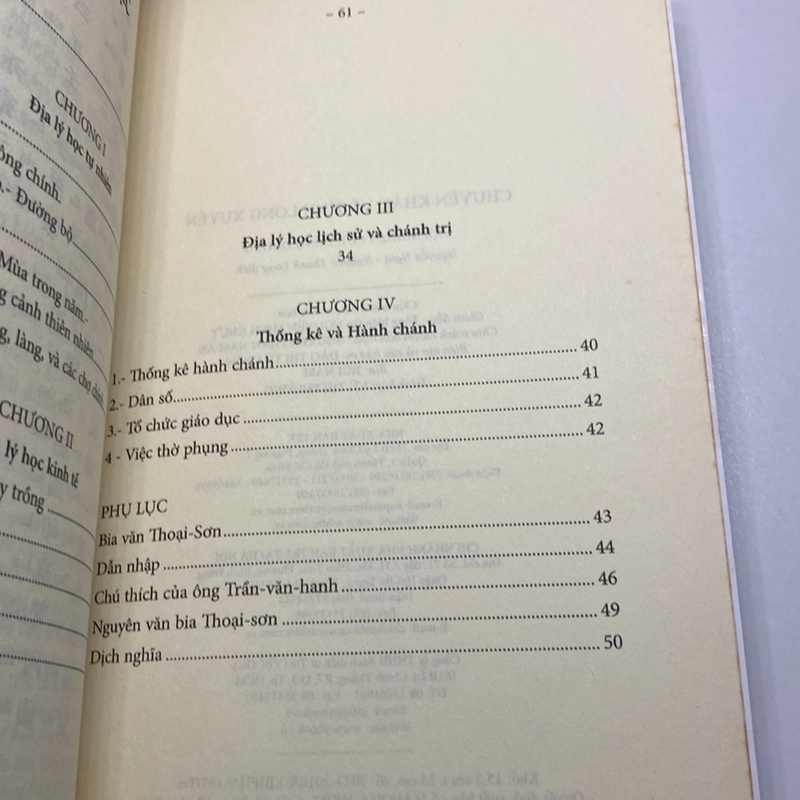 CHƯƠNG I
Địa lý học tự nhiên
ông chính.
Đường bộ
Mùa trong năm.-
cảnh thiên nhiên
làng, và các chợ chính
CHƯƠNG II
lý học kinh tế
trồng
- 61 -
CHƯƠNG III
Địa lý học lịch sử và chánh trị
34
CHƯƠNG IV
Thống kê và Hành chánh
1.- Thống kê hành chánh 40
2.- Dân số 41
3.- Tổ chức giáo dục 42
4 - Việc thờ phụng 42
PHỤ LỤC
Bia văn Thoại-Sơn 43
Dẫn nhập 44
Chú thích của ông Trần-văn-hanh 46
Nguyên văn bia Thoại-sơn 49
Dịch nghĩa 50